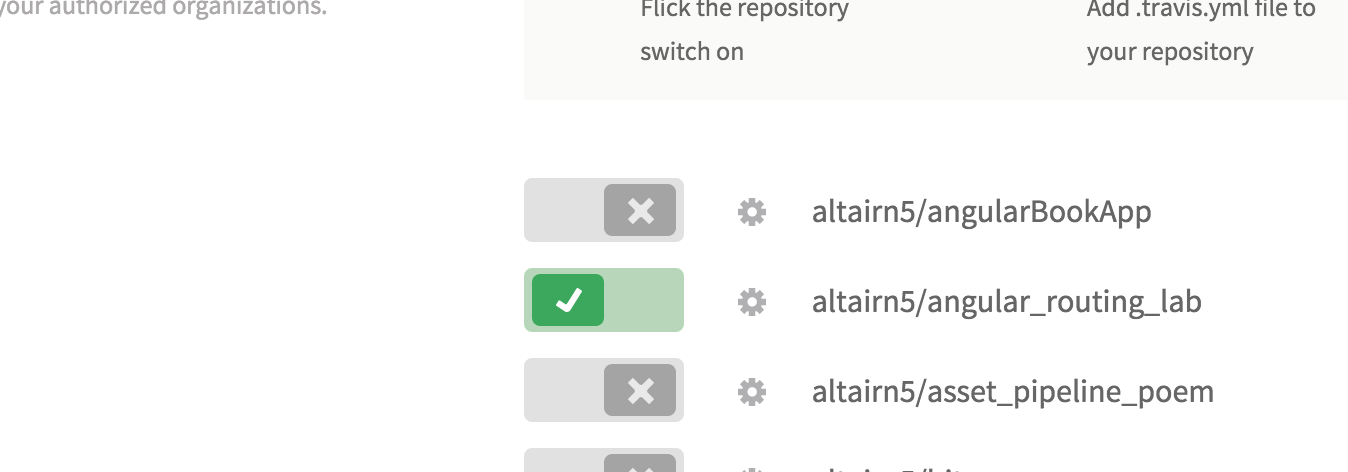 your authorized organizations.
Flick the repository
switch on
Add .travis.yml file to
your repository
altairn5/angularBookApp
altairn5/angular_routing_lab
altairn5/asset_pipeline_poem